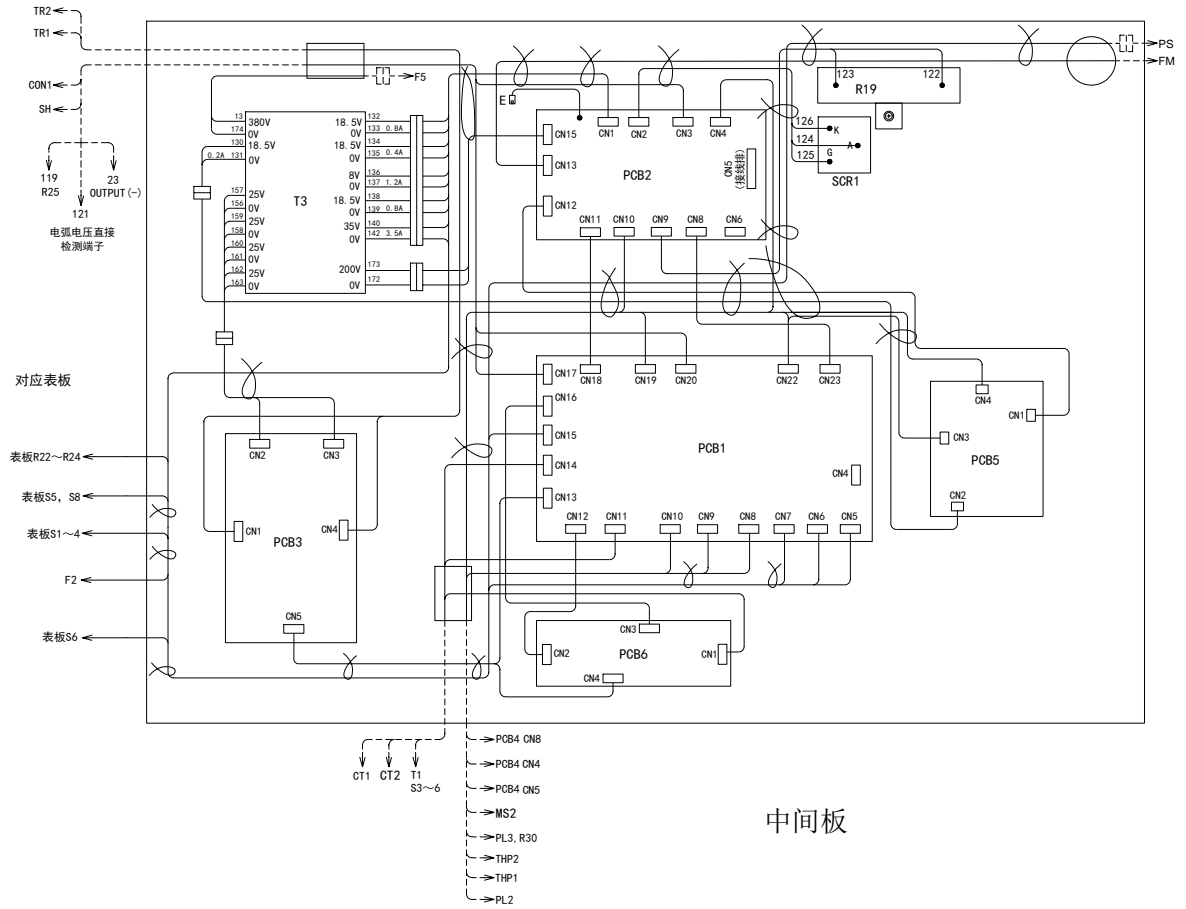 TR2
TR1
CON1
SH
119
R25
23
OUTPUT(-)
121
电弧电压直接
检测端子
F5
PS
FM
E
13
380V
174
0V
130
18.5V
0.2A 131
0V
157
25V
156
0V
159
25V
158
0V
160
25V
161
0V
162
25V
163
0V
T3
18.5V
132
0V
133 0.8A
18.5V
134
0V
135 0.4A
8V
136
0V
137 1.2A
18.5V
138
0V
139 0.8A
35V
140
0V
142 3.5A
200V
173
0V
172
CN15
CN1
CN2
CN3
CN4
CN13
PCB2
CN5
(接线排)
CN12
CN11
CN10
CN9
CN8
CN6
123
122
R19
126
K
124
A
125
G
SCR1
对应表板
表板R22～R24
表板S5，S8
表板S1～4
F2
表板S6
CN2
CN3
CN1
CN4
PCB3
CN5
CN17
CN18
CN19
CN20
CN22
CN23
CN16
CN15
PCB1
CN14
CN4
CN13
CN12
CN11
CN10
CN9
CN8
CN7
CN6
CN5
CN4
CN1
CN3
PCB5
CN2
CN3
CN2
PCB6
CN1
CN4
CT1
CT2
T1
S3～6
PCB4 CN8
PCB4 CN4
PCB4 CN5
MS2
PL3,R30
THP2
THP1
PL2
中间板